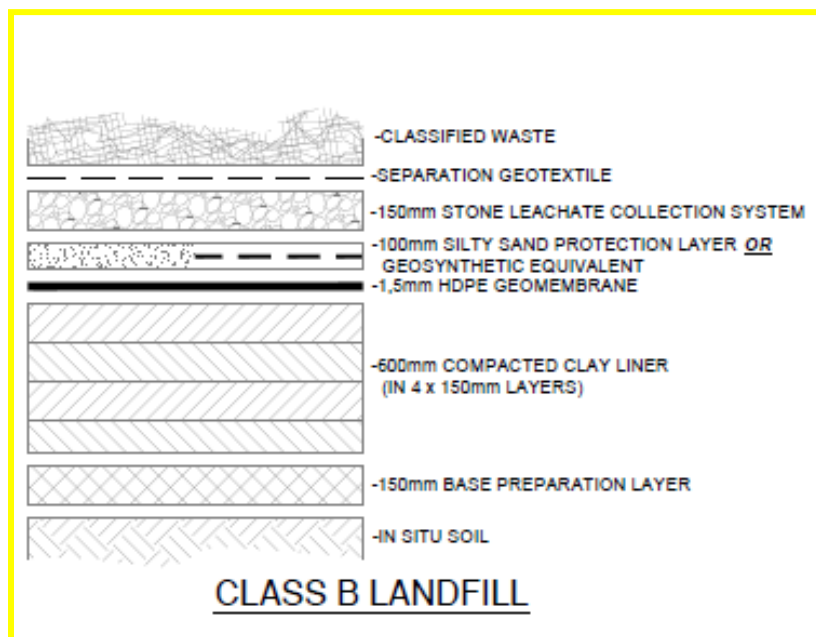 -CLASSIFIED WASTE
-SEPARATION GEOTEXTILE
-150mm STONE LEACHATE COLLECTION SYSTEM
-100mm SILTY SAND PROTECTION LAYER OR
GEOSYNTHETIC EQUIVALENT
-1,5mm HDPE GEOMEMBRANE
-600mm COMPACTED CLAY LINER
(IN 4 x 150mm LAYERS)
-150mm BASE PREPARATION LAYER
-IN SITU SOIL
CLASS B LANDFILL